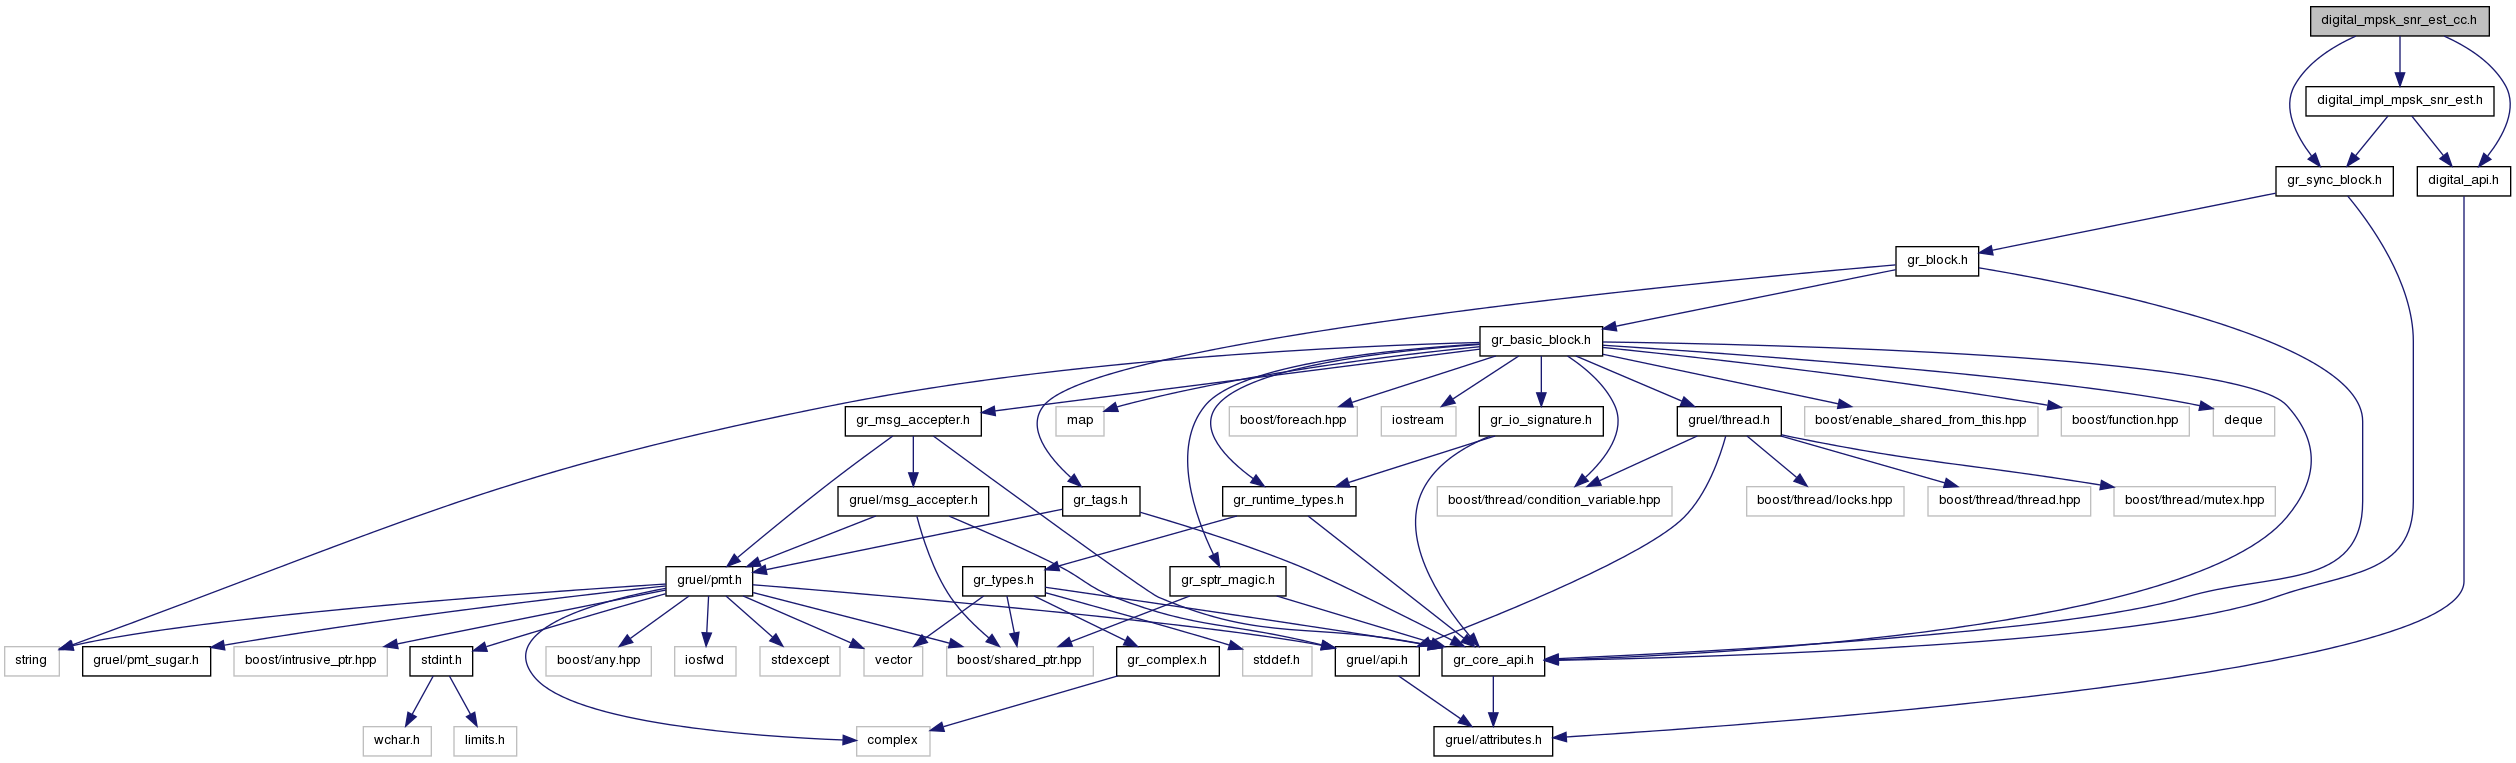 digital_mpsk_snr_est_cc.h
digital_impl_mpsk_snr_est.h
gr_sync_block.h
digital_api.h
gr_block.h
gr_basic_block.h
gr_msg_accepter.h
map
boost/foreach.hpp
iostream
gr_io_signature.h
gruel/thread.h
boost/enable_shared_from_this.hpp
boost/function.hpp
deque
gruel/msg_accepter.h
gr_tags.h
gr_runtime_types.h
boost/thread/condition_variable.hpp
boost/thread/locks.hpp
boost/thread/thread.hpp
boost/thread/mutex.hpp
gruel/pmt.h
gr_types.h
gr_sptr_magic.h
string
gruel/pmt_sugar.h
boost/intrusive_ptr.hpp
stdint.h
boost/any.hpp
iosfwd
stdexcept
vector
boost/shared_ptr.hpp
gr_complex.h
stddef.h
gruel/api.h
gr_core_api.h
wchar.h
limits.h
complex
gruel/attributes.h